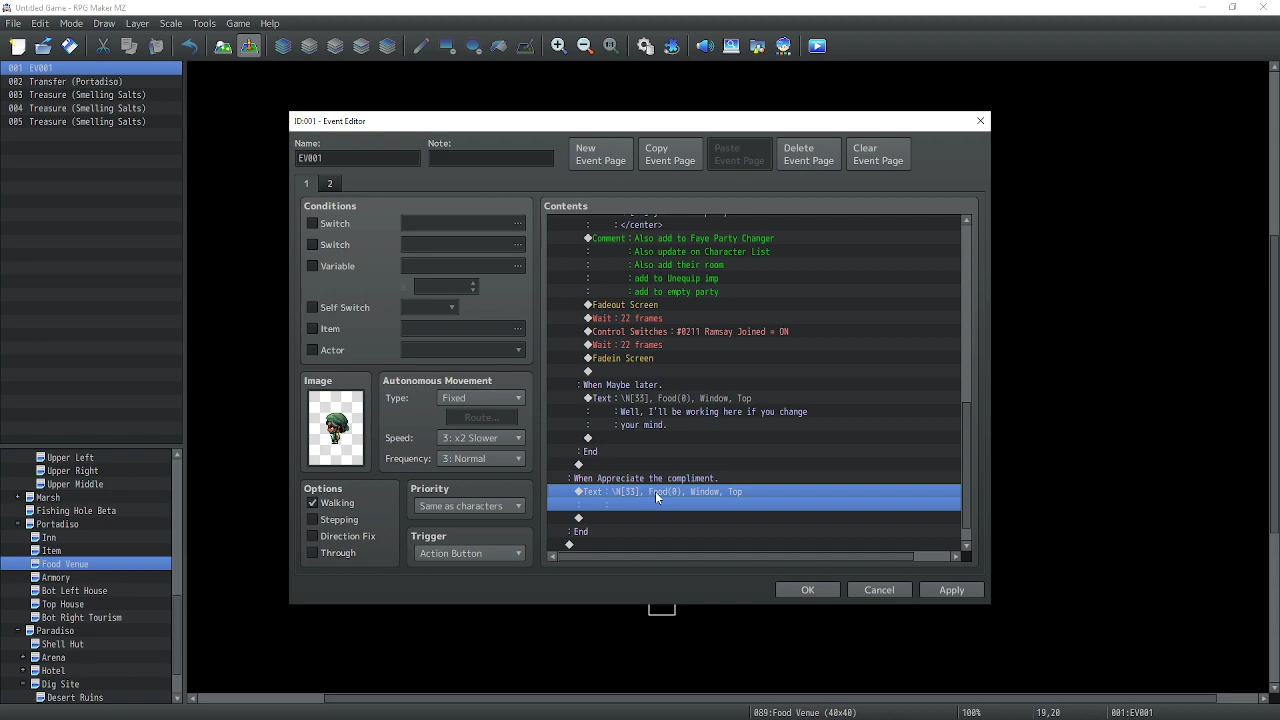 Untitled Game - RPG Maker MZ
File Edit Mode Draw Layer Scale Tools Game Help
001 EV001
002 Transfer (Portadiso)
003 Treasure (Smelling Salts)
004 Treasure (Smelling Salts)
005 Treasure (Smelling Salts)
Upper Left
Upper Right
Upper Middle
Marsh
Fishing Hole Beta
Portadiso
Inn
Item
Food Venue
Armory
Bot Left House
Top House
Bot Right Tourism
Paradiso
Shell Hut
Arena
Hotel
Dig Site
Desert Ruins
ID:001 - Event Editor
Name:
EV001
Note:
New Event Page
Copy Event Page
Paste Event Page
Delete Event Page
Clear Event Page
1 2
Conditions
Switch
Switch
Variable
Self Switch
Item
Actor
Image
Autonomous Movement
Type: Fixed
Route...
Speed: 3: x2 Slower
Frequency: 3: Normal
Options
Walking
Stepping
Direction Fix
Through
Priority
Same as characters
Trigger
Action Button
Contents
: :</center>
◆Comment：Also add to Faye Party Changer
: :Also update on Character List
: :Also add their room
: :add to Unequip imp
: :add to empty party
◆Fadeout Screen
◆Wait：22 frames
◆Control Switches：#0211 Ramsay Joined = ON
◆Wait：22 frames
◆Fadein Screen
◆
: When Maybe later.
◆Text：\N[33], Food(0), Window, Top
: :Well, I'll be working here if you change
: :your mind.
◆
: End
◆
: When Appreciate the compliment.
◆Text：\N[33], Food(0), Window, Top
: :
◆
: End
◆
OK Cancel Apply
089:Food Venue (40x40) 100% 19,20 001:EV001